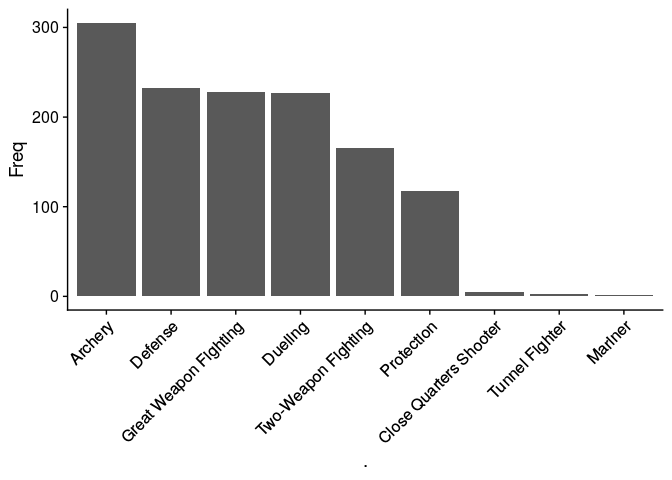 300
200
100
0
Freq
Archery
Defense
Great Weapon Fighting
Dueling
Two-Weapon Fighting
Protection
Close Quarters Shooter
Tunnel Fighter
Mariner
.